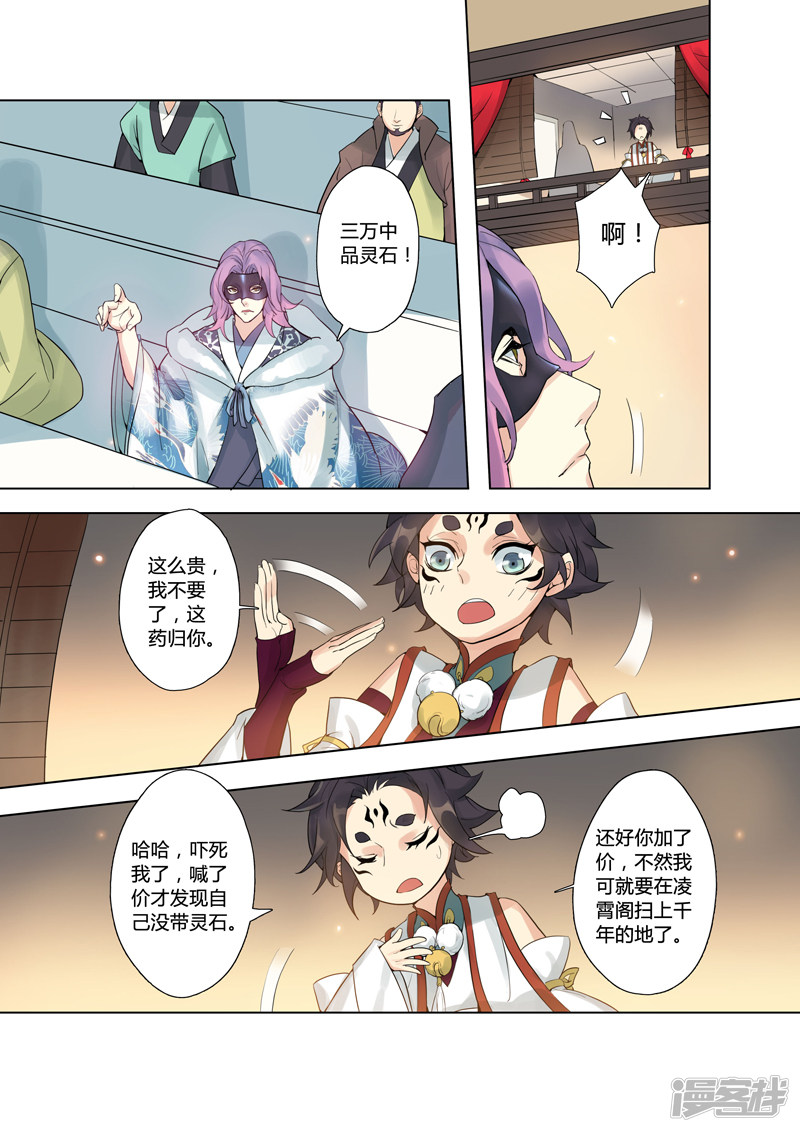 三万中
品灵石！
啊！
这么贵，
我不要
了，这
药归你。
哈哈，吓死
我了，喊了
价才发现自
己没带灵石。
还好你加了
价，不然我
可就要在凌
霄阁扫上千
年的地了。
漫客栈